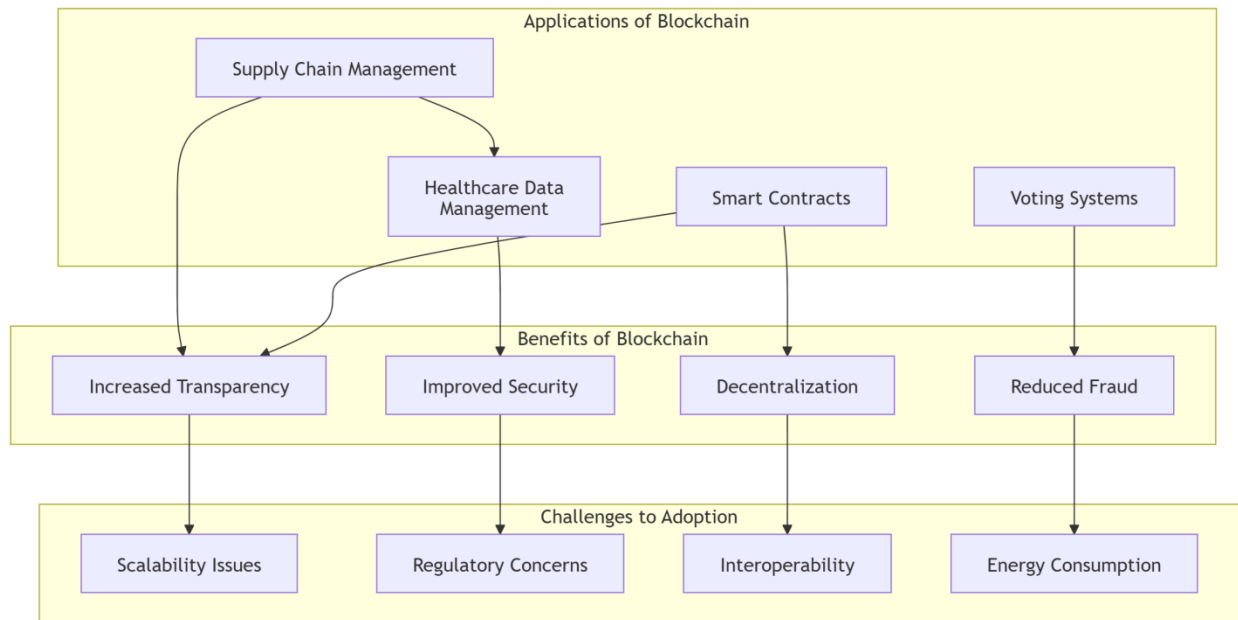 Applications of Blockchain
Supply Chain Management
Healthcare Data
Management
Smart Contracts
Voting Systems
Benefits of Blockchain
Increased Transparency
Improved Security
Decentralization
Reduced Fraud
Challenges to Adoption
Scalability Issues
Regulatory Concerns
Interoperability
Energy Consumption